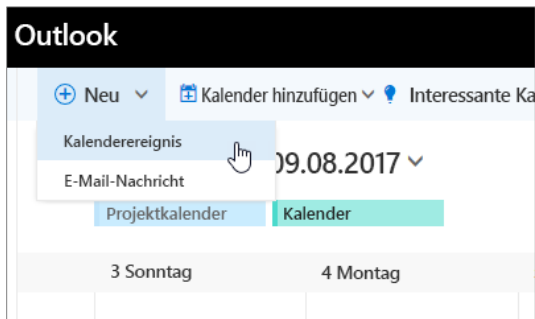 Outlook
Neu Kalender hinzufügen Interessante Ka
Kalenderereignis
09.08.2017
E-Mail-Nachricht
Projektkalender Kalender
3 Sonntag 4 Montag